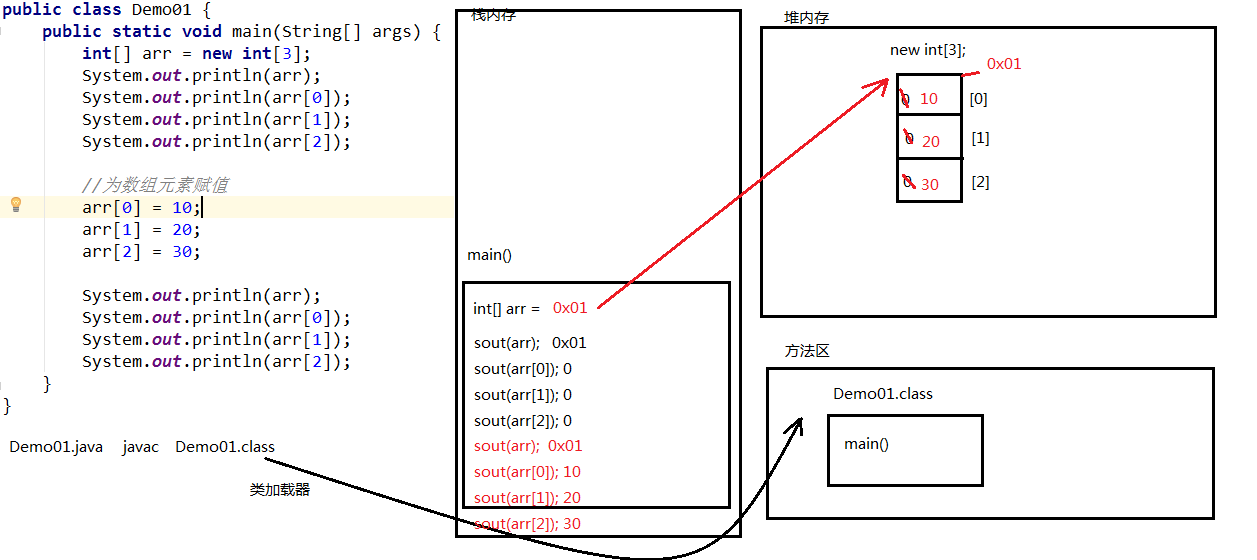 public class Demo01 {
public static void main(String[] args) {
int[] arr = new int[3];
System.out.println(arr);
System.out.println(arr[0]);
System.out.println(arr[1]);
System.out.println(arr[2]);
//为数组元素赋值
arr[0] = 10;
arr[1] = 20;
arr[2] = 30;
System.out.println(arr);
System.out.println(arr[0]);
System.out.println(arr[1]);
System.out.println(arr[2]);
}
}
Demo01.java javac Demo01.class
类加载器
栈内存
main()
int[] arr = 0x01
sout(arr); 0x01
sout(arr[0]); 0
sout(arr[1]); 0
sout(arr[2]); 0
sout(arr); 0x01
sout(arr[0]); 10
sout(arr[1]); 20
sout(arr[2]); 30
堆内存
new int[3];
0x01
0 10 [0]
0 20 [1]
0 30 [2]
方法区
Demo01.class
main()